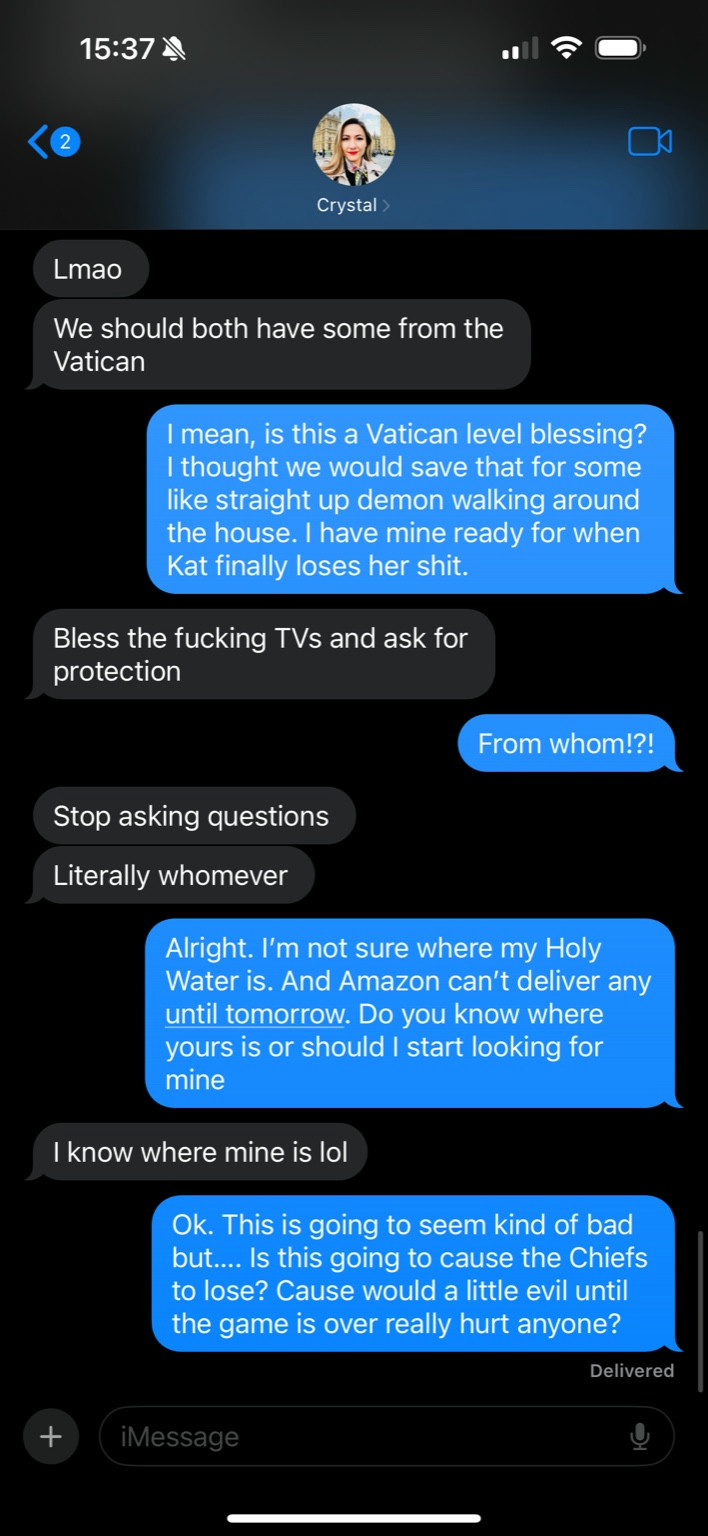 15:37
2
Crystal
Lmao
We should both have some from the
Vatican
I mean, is this a Vatican level blessing?
I thought we would save that for some
like straight up demon walking around
the house. I have mine ready for when
Kat finally loses her shit.
Bless the fucking TVs and ask for
protection
From whom!?!
Stop asking questions
Literally whomever
Alright. I’m not sure where my Holy
Water is. And Amazon can’t deliver any
until tomorrow. Do you know where
yours is or should I start looking for
mine
I know where mine is lol
Ok. This is going to seem kind of bad
but.... Is this going to cause the Chiefs
to lose? Cause would a little evil until
the game is over really hurt anyone?
Delivered
iMessage